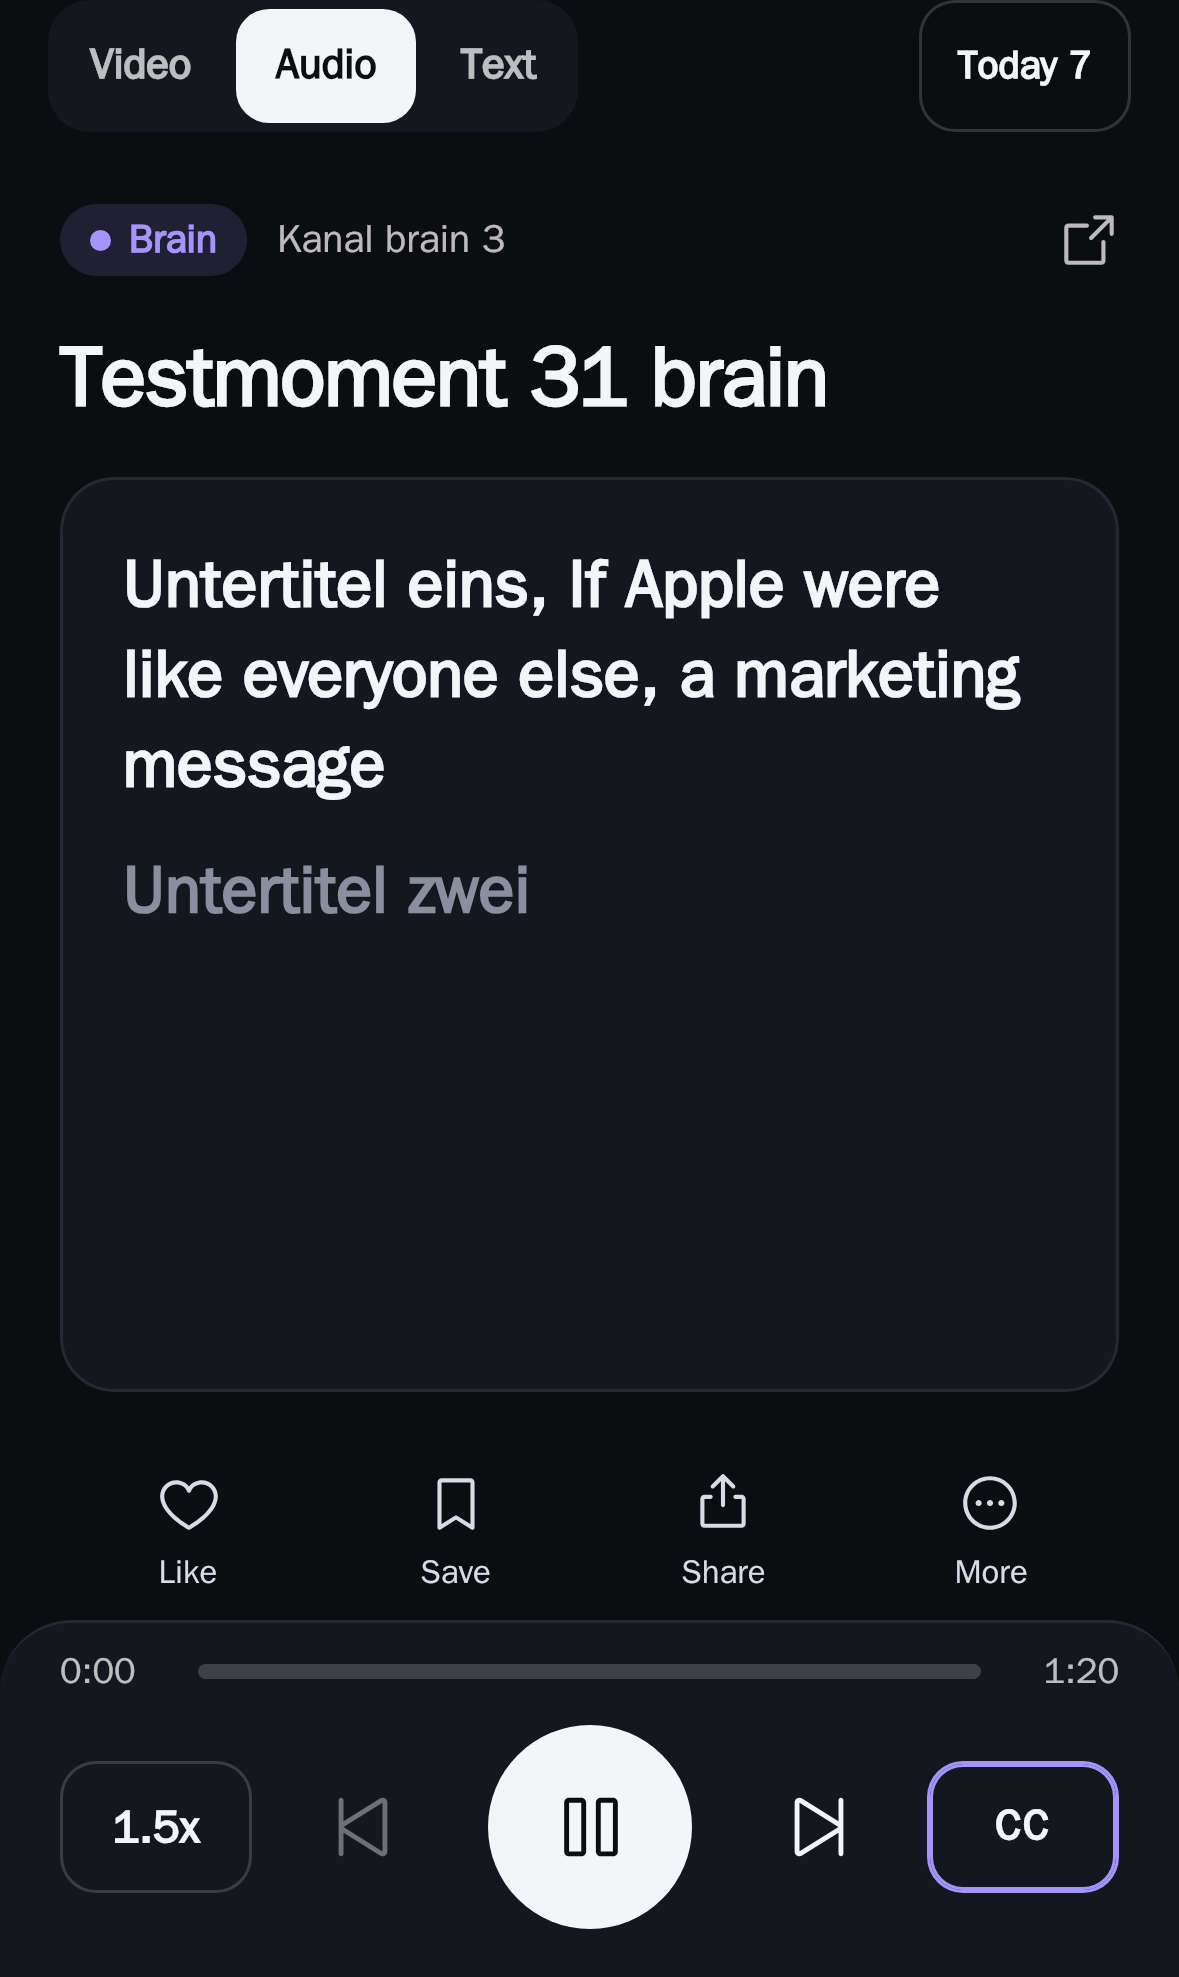 Video Audio Text Today 7
Brain Kanal brain 3
Testmoment 31 brain
Untertitel eins, If Apple were
like everyone else, a marketing
message
Untertitel zwei
Like Save Share More
0:00 1:20
1.5x CC